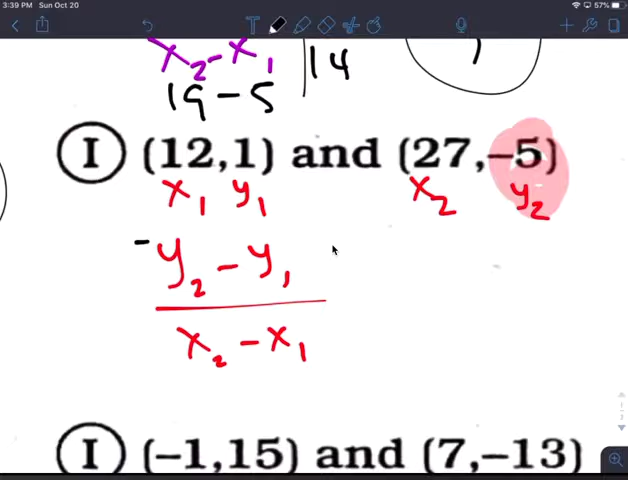 3:39 PM Sun Oct 20
57%
x₂ - x₁ 14
19 - 5
I (12,1) and (27,-5)
x₁ y₁ x₂ y₂
- y₂ - y₁
x₂ - x₁
I (-1,15) and (7,-13)